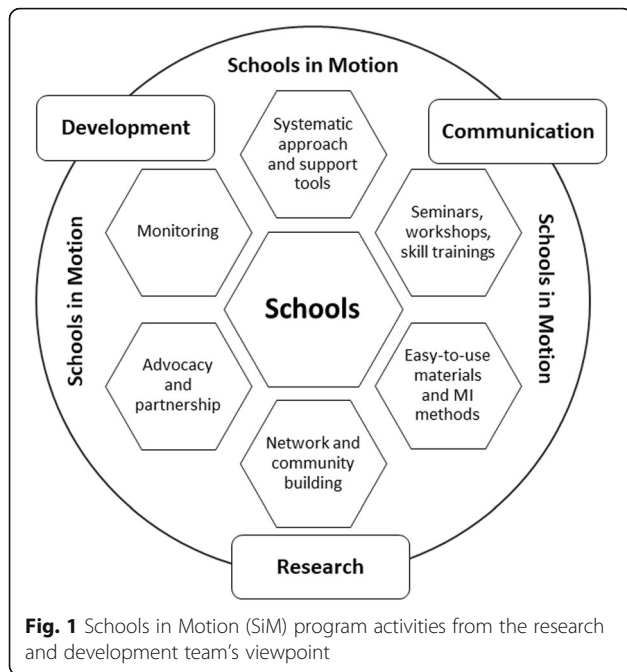 Schools in Motion
Development
Communication
Systematic
approach
and support
tools
Monitoring
Seminars,
workshops,
skill trainings
Schools in Motion
Schools
Schools in Motion
Advocacy
and
partnership
Easy-to-use
materials
and MI
methods
Network and
community
building
Research
Fig. 1 Schools in Motion (SiM) program activities from the research
and development team's viewpoint